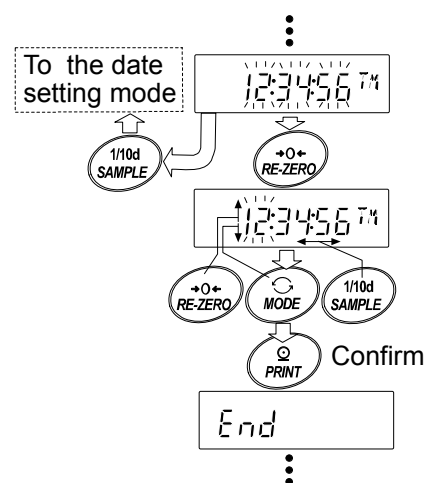 To the date
setting mode
12:34:56 TM
1/10d
SAMPLE
→0←
RE-ZERO
12:34:56 TM
→0←
RE-ZERO
MODE
1/10d
SAMPLE
PRINT
Confirm
End